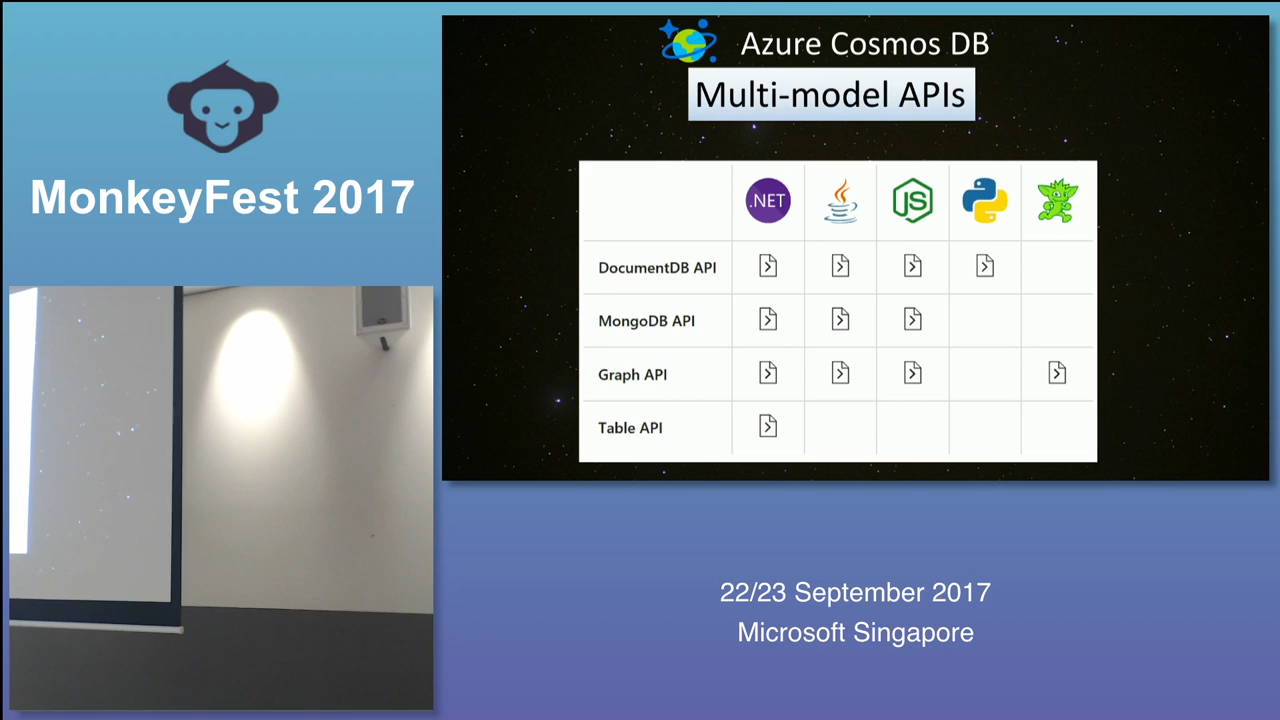 MonkeyFest 2017
Azure Cosmos DB
Multi-model APIs
.NET
JS
DocumentDB API
MongoDB API
Graph API
Table API
22/23 September 2017
Microsoft Singapore